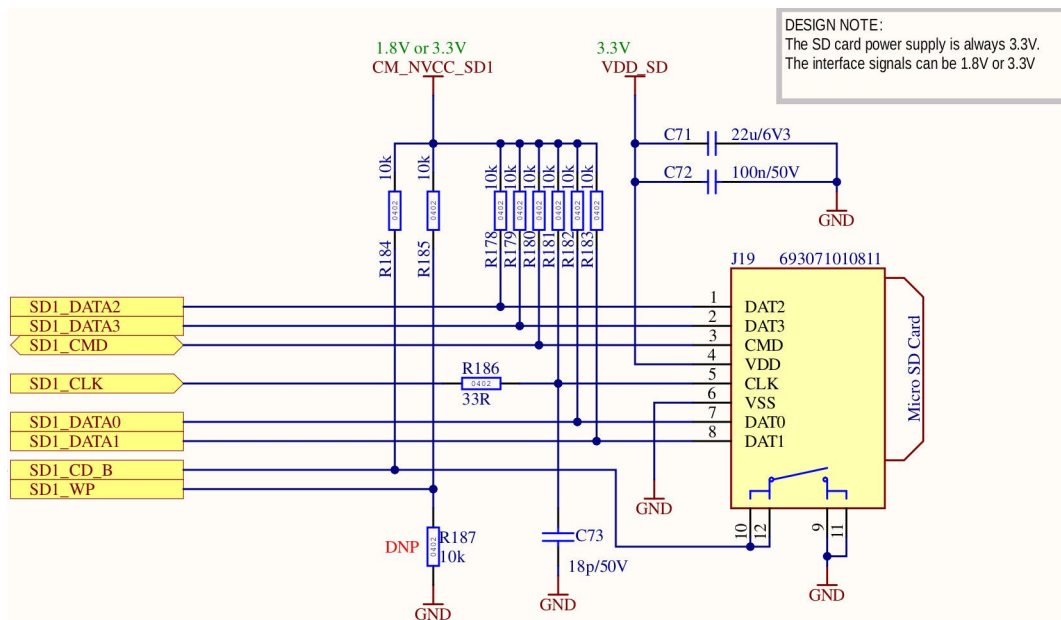 DESIGN NOTE:
The SD card power supply is always 3.3V.
The interface signals can be 1.8V or 3.3V
1.8V or 3.3V
CM_NVCC_SD1
3.3V
VDD_SD
C71
22u/6V3
C72
100n/50V
GND
10k
10k
10k
10k
10k
10k
10k
10k
0402
0402
0402
0402
0402
0402
0402
0402
R184
R185
R178
R179
R180
R181
R182
R183
J19
693071010811
SD1_DATA2
1
DAT2
SD1_DATA3
2
DAT3
SD1_CMD
3
CMD
4
VDD
SD1_CLK
R186
0402
33R
5
CLK
6
VSS
SD1_DATA0
7
DAT0
SD1_DATA1
8
DAT1
Micro SD Card
SD1_CD_B
SD1_WP
GND
10
12
9
11
DNP
0402
R187
10k
C73
18p/50V
GND
GND
GND